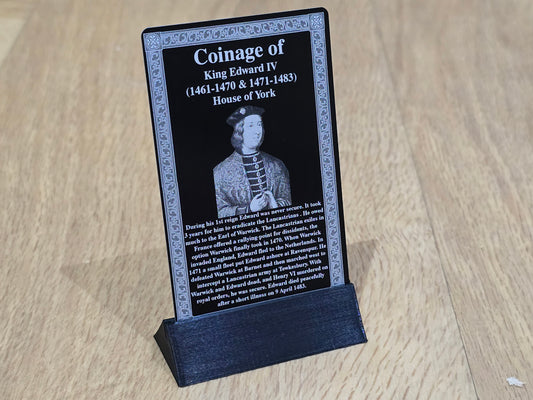 Coinage of
King Edward IV
(1461-1470 & 1471-1483)
House of York
During his 1st reign Edward was never secure. It took
3 years for him to eradicate the Lancastrians . He owed
much to the Earl of Warwick. The Lancastrian exiles in
France offered a rallying point for dissidents, the
option Warwick finally took in 1470. When Warwick
invaded England, Edward fled to the Netherlands. In
1471 a small fleet put Edward ashore at Ravenspur. He
defeated Warwick at Barnet and then marched west to
intercept a Lancastrian army at Tewkesbury. With
Warwick and Edward dead, and Henry VI murdered on
royal orders, he was secure. Edward died peacefully
after a short illness on 9 April 1483.